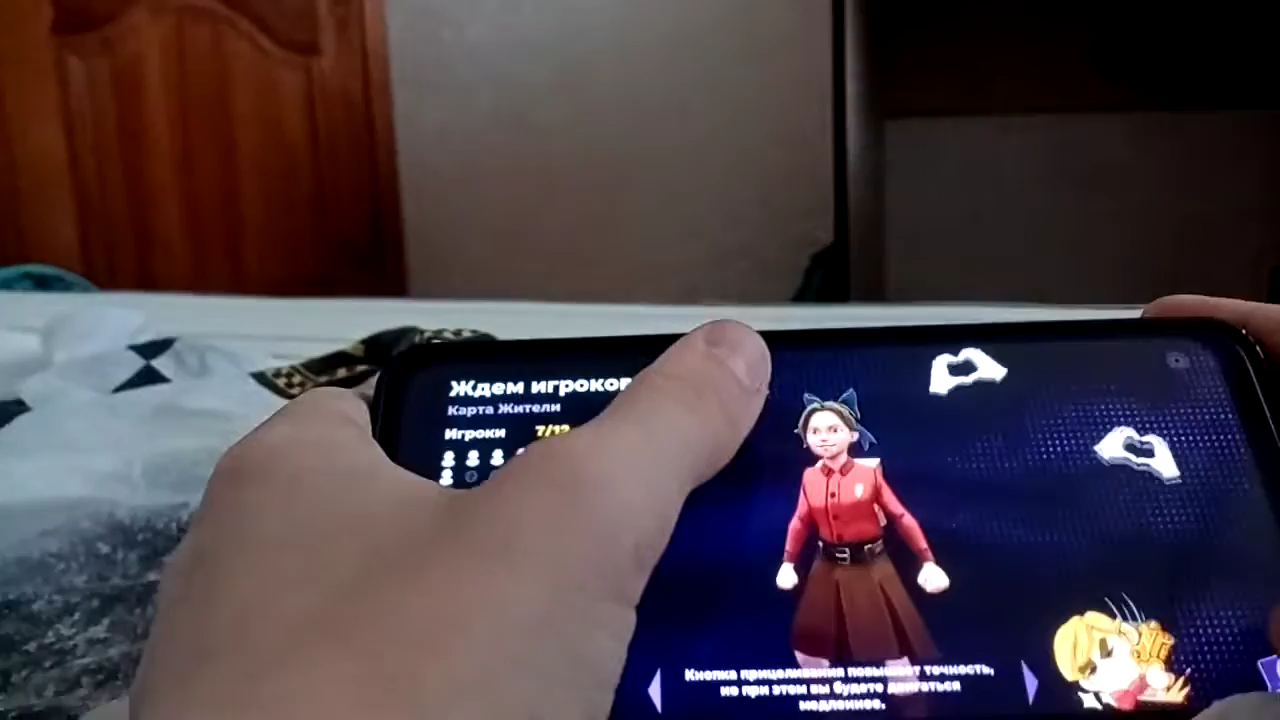 Ждем игроков
Карта Жители
Игроки 7/12
Кнопка прицеливания повышает точность,
но при этом вы будете двигаться
медленнее.